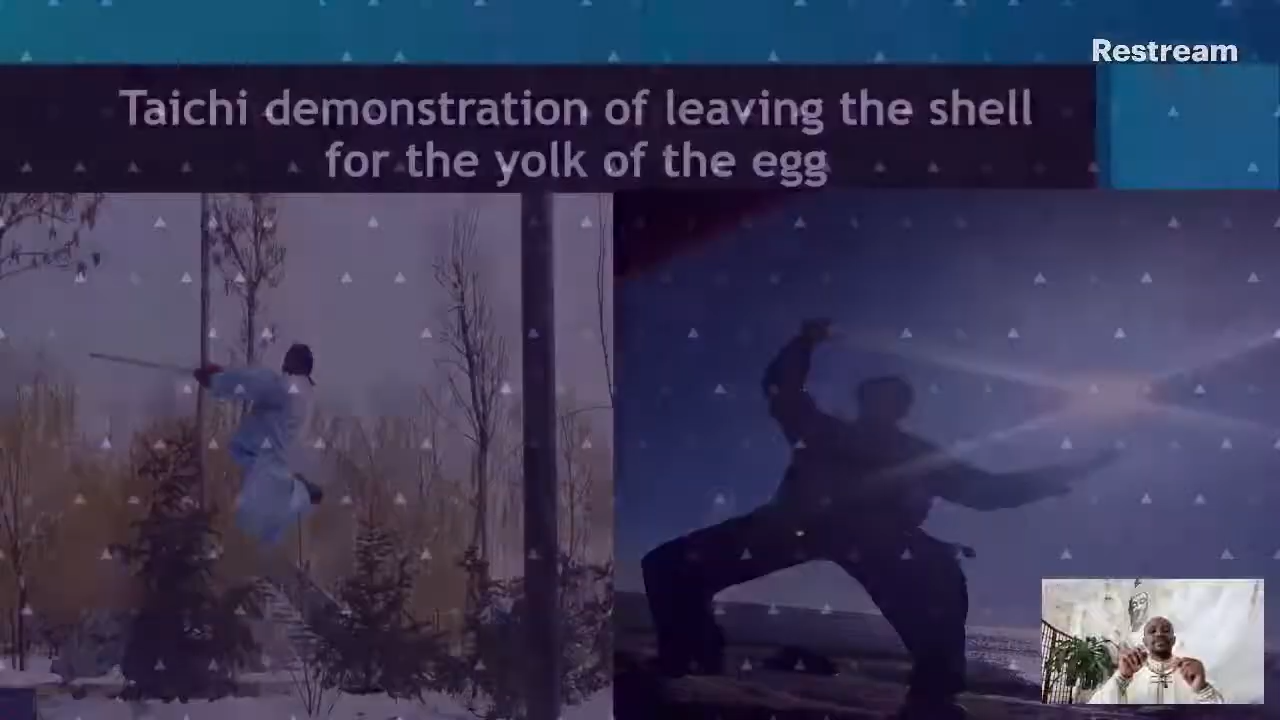 Restream
Taichi demonstration of leaving the shell
for the yolk of the egg